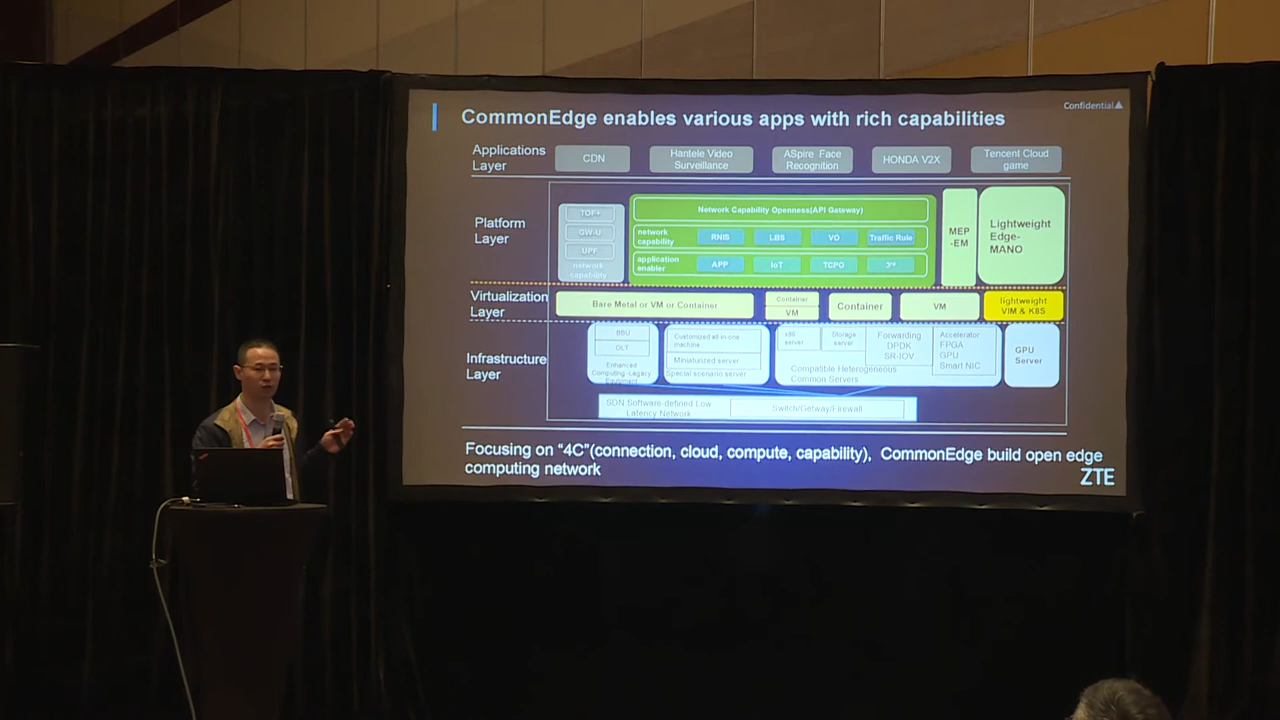 Confidential
CommonEdge enables various apps with rich capabilities
Applications
Layer
CDN
Hantele Video
Surveillance
ASpire Face
Recognition
HONDA V2X
Tencent Cloud
game
Platform
Layer
TOF+
GW-U
UPF
network
capability
Network Capability Openness(API Gateway)
network
capability
RNIS
LBS
VO
Traffic Rule
application
enabler
APP
IoT
TCPO
3rd
MEP
-EM
Lightweight
Edge-
MANO
Virtualization
Layer
Bare Metal or VM or Container
Container
VM
Container
VM
lightweight
VIM & K8S
Infrastructure
Layer
BBU
OLT
Enhanced
Computing -Legacy
Equipment
Customized all-in-one
machine
Miniaturized server
Special scenario server
x86
server
Storage
server
Forwarding
DPDK
SR-IOV
Accelerator
FPGA
GPU
Smart NIC
Compatible Heterogeneous
Common Servers
GPU
Server
SDN Software-defined Low
Latency Network
Switch/Getway/Firewall
Focusing on "4C"(connection, cloud, compute, capability), CommonEdge build open edge
computing network
ZTE